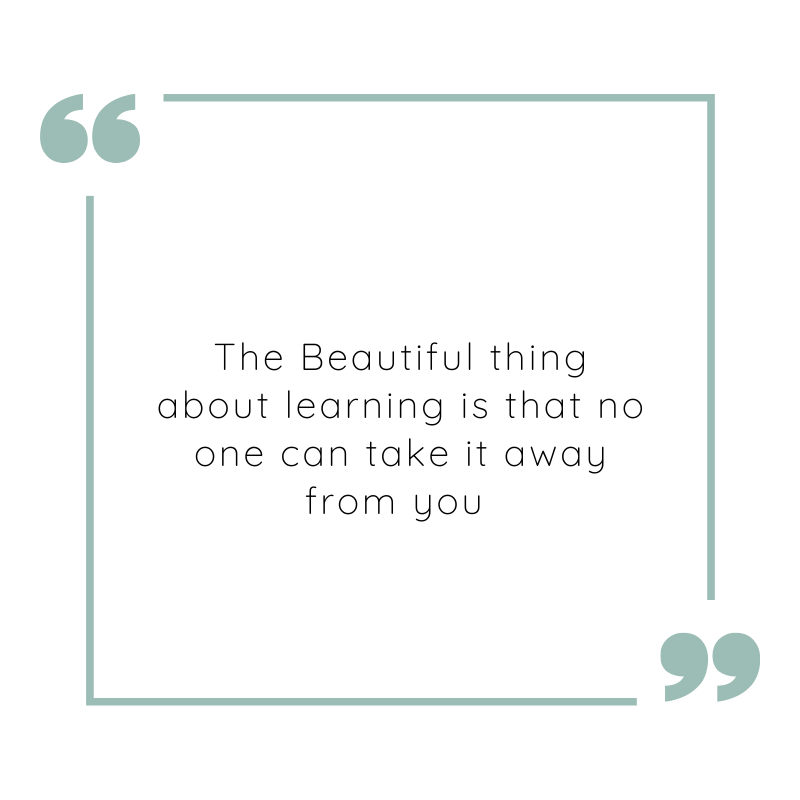 The Beautiful thing
about learning is that no
one can take it away
from you